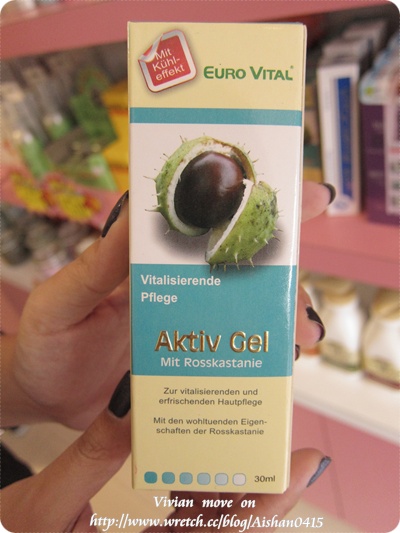 Mit
Kühl-
effekt
EURO VITAL®
Vitalisierende
Pflege
Aktiv Gel
Mit Rosskastanie
Zur vitalisierenden und
erfrischenden Hautpflege
Mit den wohltuenden Eigen-
schaften der Rosskastanie
30ml
Vivian move on
http://www.wretch.cc/blog/Aishan0415